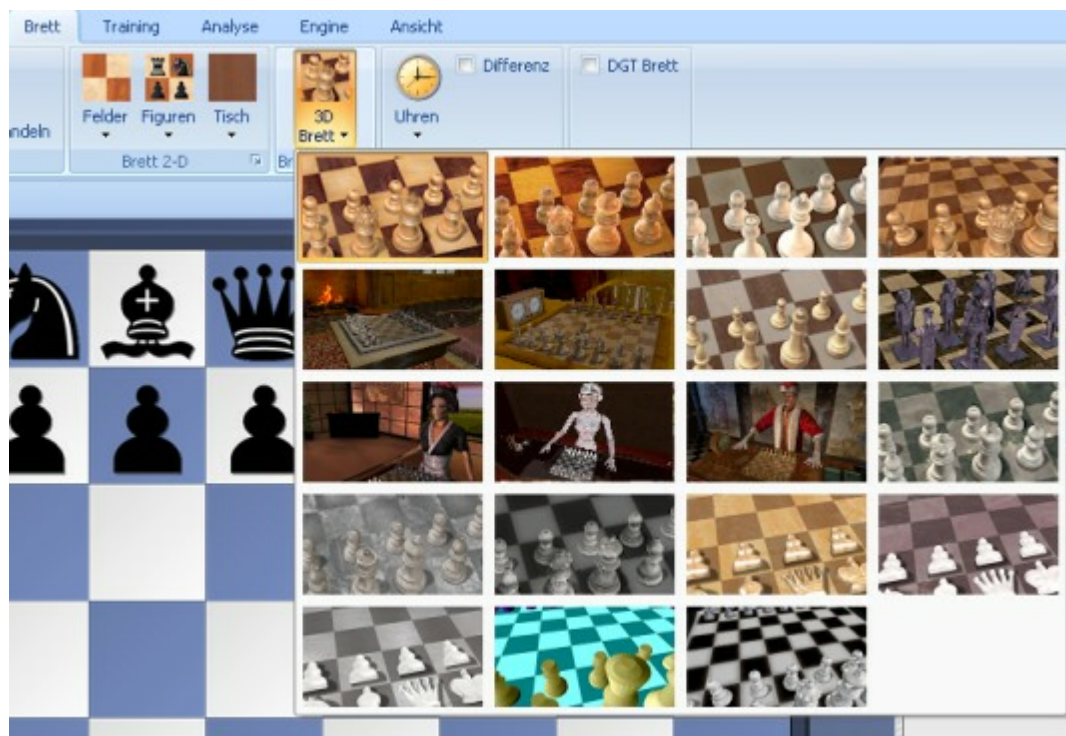 Brett Training Analyse Engine Ansicht
Differenz DGT Brett
ndeln Felder Figuren Tisch 3D Brett Uhren
Brett 2-D Br